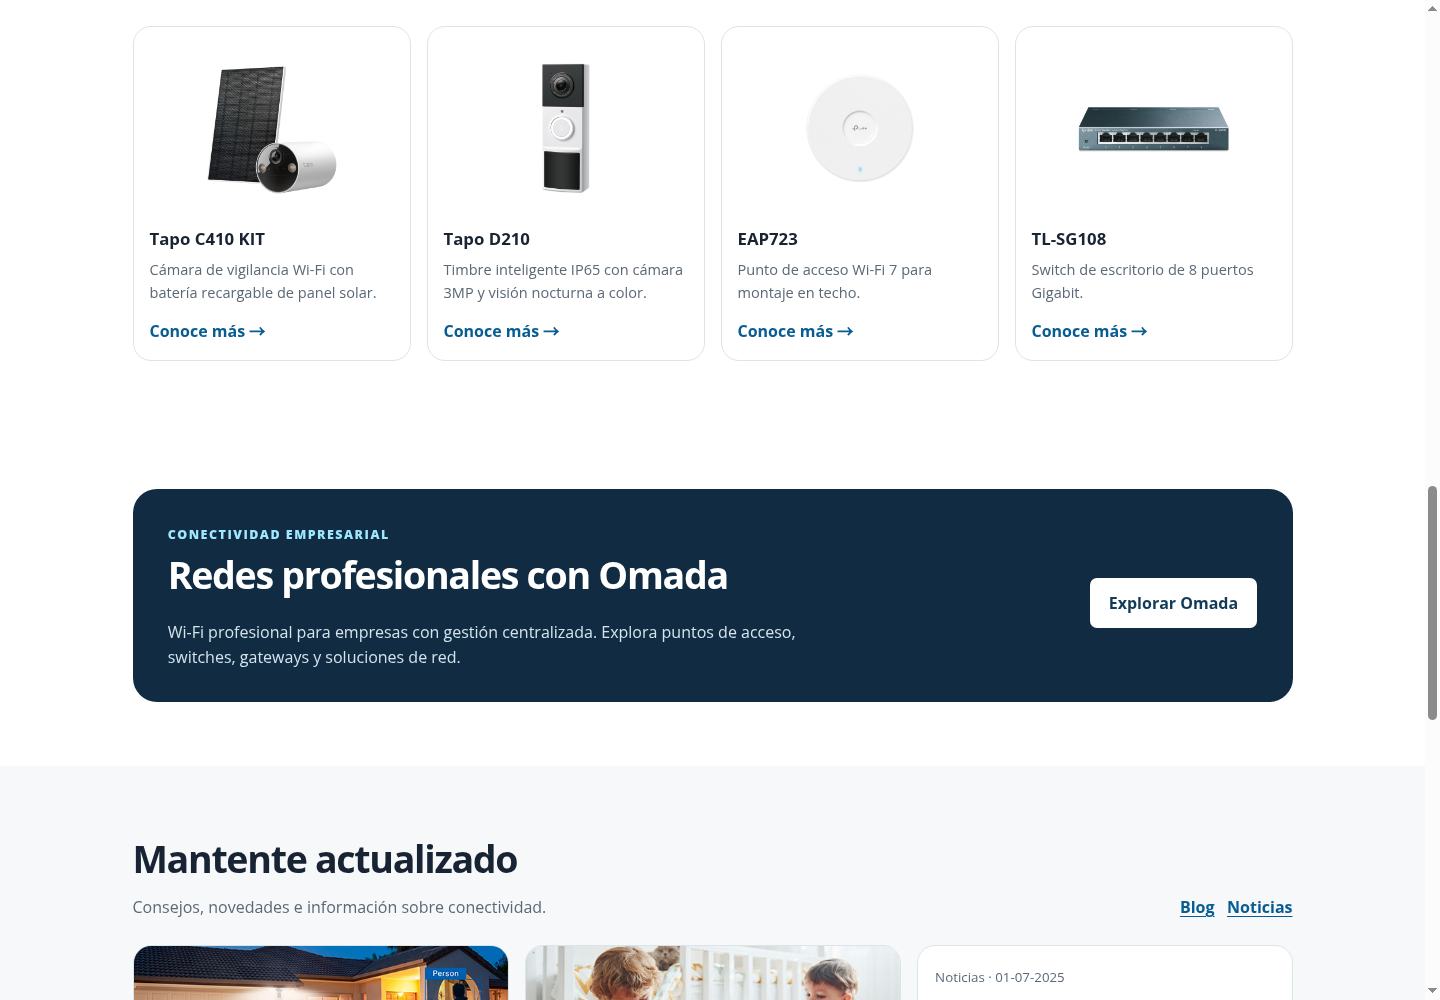 Tapo C410 KIT
Cámara de vigilancia Wi-Fi con
batería recargable de panel solar.
Conoce más →
Tapo D210
Timbre inteligente IP65 con cámara
3MP y visión nocturna a color.
Conoce más →
EAP723
Punto de acceso Wi-Fi 7 para
montaje en techo.
Conoce más →
TL-SG108
Switch de escritorio de 8 puertos
Gigabit.
Conoce más →
CONECTIVIDAD EMPRESARIAL
Redes profesionales con Omada
Wi-Fi profesional para empresas con gestión centralizada. Explora puntos de acceso,
switches, gateways y soluciones de red.
Explorar Omada
Mantente actualizado
Consejos, novedades e información sobre conectividad.
Blog Noticias
Person
Noticias · 01-07-2025